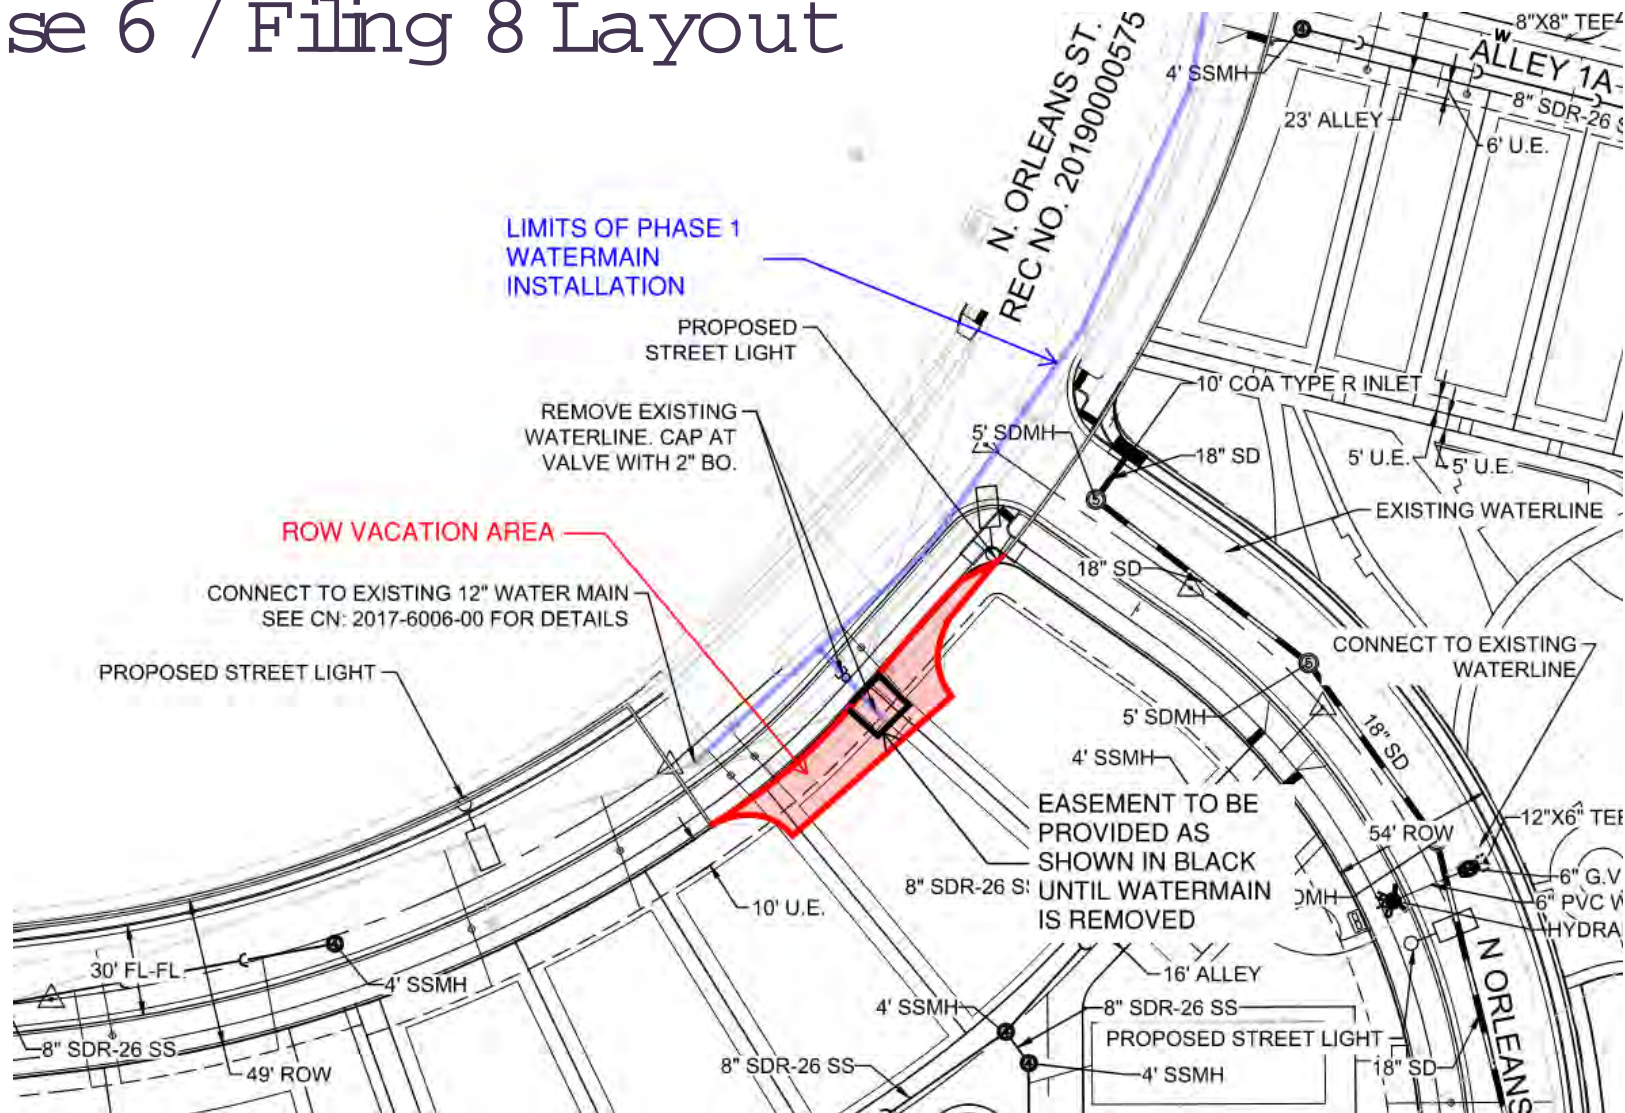 se 6 / Filing 8 Layout
N. ORLEANS ST.
REC NO. 20190000575
8"X8" TEE
W
ALLEY 1A
4' SSMH
8" SDR-26 S
23' ALLEY
6' U.E.
LIMITS OF PHASE 1
WATERMAIN
INSTALLATION
PROPOSED
STREET LIGHT
REMOVE EXISTING
WATERLINE. CAP AT
VALVE WITH 2" BO.
10' COA TYPE R INLET
5' SDMH
18" SD
5' U.E.
5' U.E.
EXISTING WATERLINE
ROW VACATION AREA
18" SD
CONNECT TO EXISTING 12" WATER MAIN
SEE CN: 2017-6006-00 FOR DETAILS
CONNECT TO EXISTING
WATERLINE
PROPOSED STREET LIGHT
5' SDMH
18" SD
4' SSMH
EASEMENT TO BE
PROVIDED AS
SHOWN IN BLACK
UNTIL WATERMAIN
IS REMOVED
12"X6" TEE
54' ROW
8" SDR-26 S
6" G.V
6" PVC W
HYDRA
10' U.E.
30' FL-FL
4' SSMH
16' ALLEY
4' SSMH
8" SDR-26 SS
N ORLEANS
PROPOSED STREET LIGHT
8" SDR-26 SS
49' ROW
8" SDR-26 SS
4' SSMH
18" SD